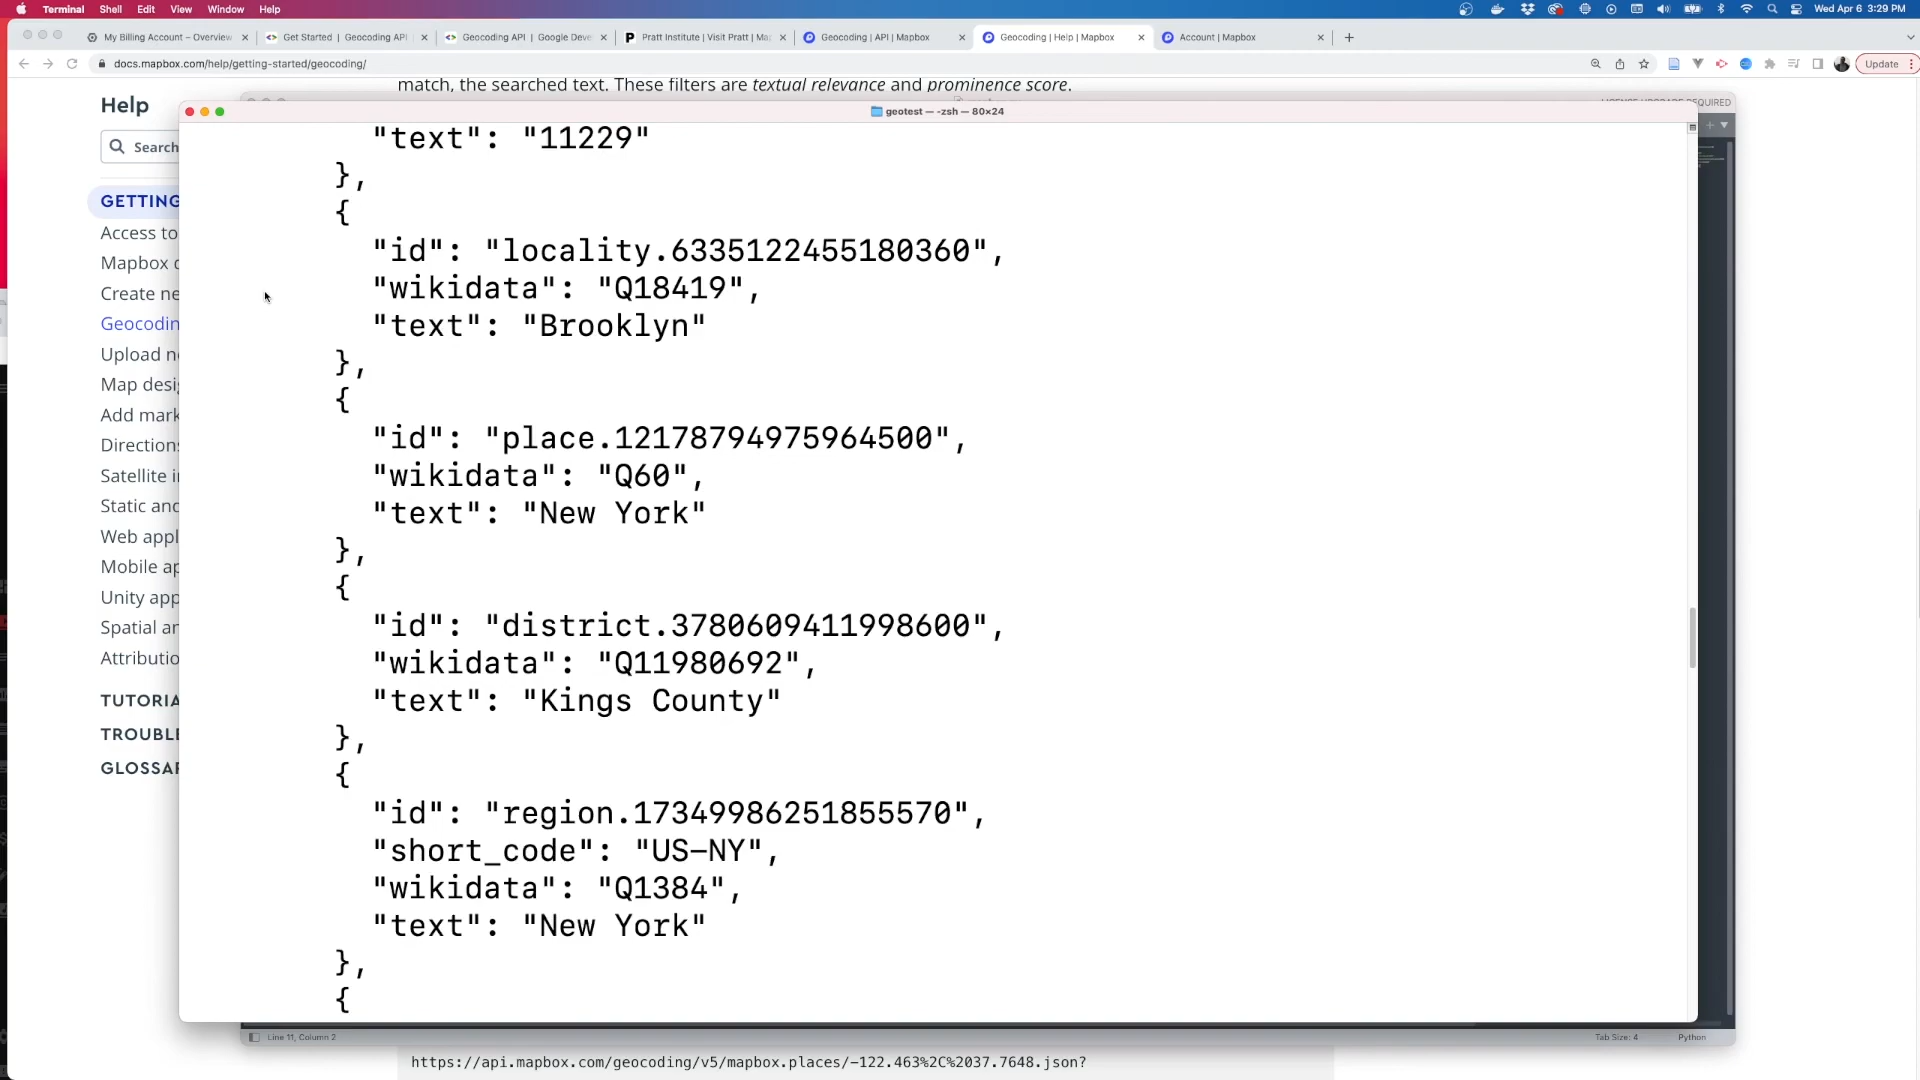 Terminal Shell Edit View Window Help
Wed Apr 6 3:29 PM
My Billing Account – Overview
Get Started | Geocoding API
Geocoding API | Google Deve
Pratt Institute | Visit Pratt | Ma
Geocoding | API | Mapbox
Geocoding | Help | Mapbox
Account | Mapbox
docs.mapbox.com/help/getting-started/geocoding/
Update
match, the searched text. These filters are textual relevance and prominence score.
Help
Search
GETTING
Access to
Mapbox
Create ne
Geocodin
Upload n
Map desi
Add mark
Direction
Satellite i
Static and
Web appl
Mobile ap
Unity app
Spatial an
Attributio
TUTORIA
TROUBLE
GLOSSAR
QUIRED
geotest — -zsh — 80×24
"text": "11229"
},
{
"id": "locality.6335122455180360",
"wikidata": "Q18419",
"text": "Brooklyn"
},
{
"id": "place.12178794975964500",
"wikidata": "Q60",
"text": "New York"
},
{
"id": "district.3780609411998600",
"wikidata": "Q11980692",
"text": "Kings County"
},
{
"id": "region.17349986251855570",
"short_code": "US-NY",
"wikidata": "Q1384",
"text": "New York"
},
{
Line 11, Column 2
Tab Size: 4
Python
https://api.mapbox.com/geocoding/v5/mapbox.places/-122.463%2C%2037.7648.json?